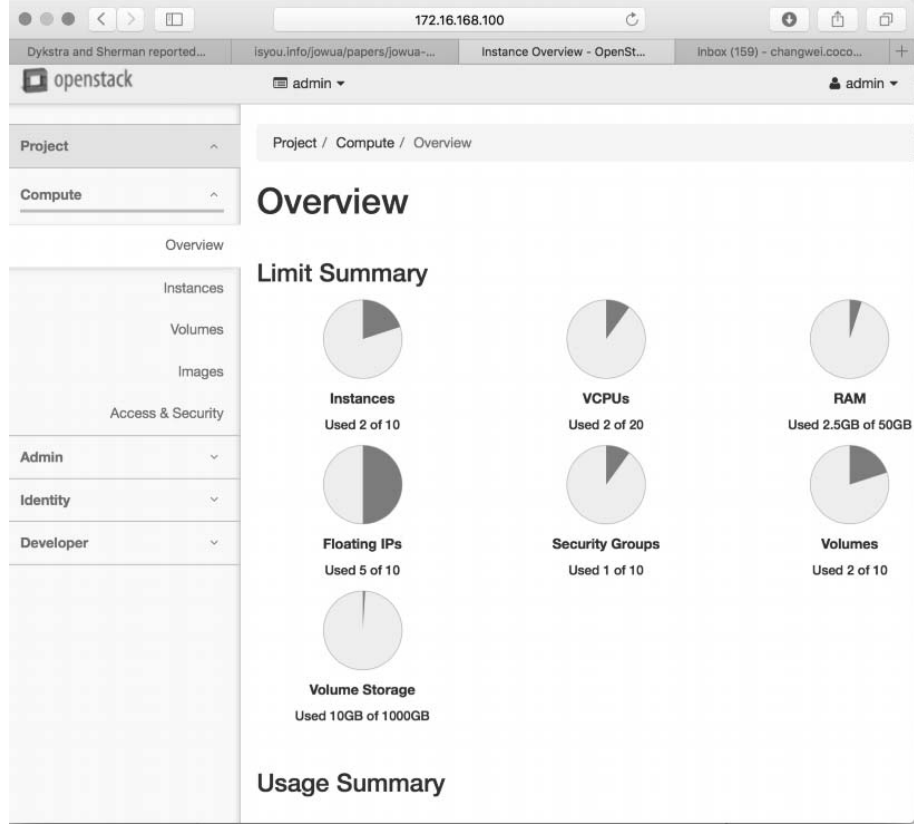 172.16.168.100
Dykstra and Sherman reported...
isyou.info/jowua/papers/jowua-...
Instance Overview - OpenSt...
Inbox (159) - changwei.coco...
openstack
admin
admin
Project
Compute
Overview
Instances
Volumes
Images
Access & Security
Admin
Identity
Developer
Project / Compute / Overview
Overview
Limit Summary
Instances
Used 2 of 10
VCPUs
Used 2 of 20
RAM
Used 2.5GB of 50GB
Floating IPs
Used 5 of 10
Security Groups
Used 1 of 10
Volumes
Used 2 of 10
Volume Storage
Used 10GB of 1000GB
Usage Summary